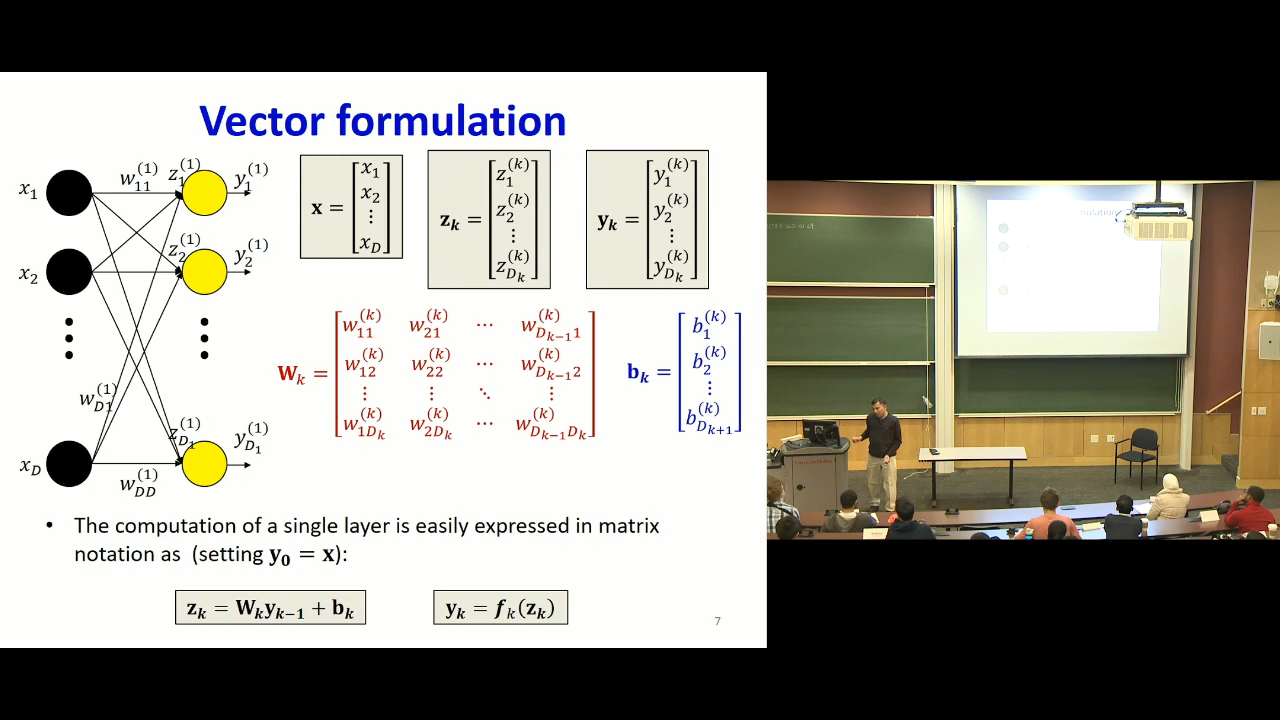 Vector formulation
x_1
w_{11}^{(1)}
z_1^{(1)}
y_1^{(1)}
x_2
z_2^{(1)}
y_2^{(1)}
w_{D1}^{(1)}
z_{D_1}^{(1)}
y_{D_1}^{(1)}
x_D
w_{DD}^{(1)}
x = [x_1 x_2 ⋮ x_D]
z_k = [z_1^{(k)} z_2^{(k)} ⋮ z_{D_k}^{(k)}]
y_k = [y_1^{(k)} y_2^{(k)} ⋮ y_{D_k}^{(k)}]
W_k = [w_{11}^{(k)} w_{21}^{(k)} ⋯ w_{D_{k-1}1}^{(k)}
w_{12}^{(k)} w_{22}^{(k)} ⋯ w_{D_{k-1}2}^{(k)}
⋮ ⋮ ⋱ ⋮
w_{1D_k}^{(k)} w_{2D_k}^{(k)} ⋯ w_{D_{k-1}D_k}^{(k)}]
b_k = [b_1^{(k)} b_2^{(k)} ⋮ b_{D_{k+1}}^{(k)}]
• The computation of a single layer is easily expressed in matrix
notation as (setting y_0 = x):
z_k = W_k y_{k-1} + b_k
y_k = f_k(z_k)
7